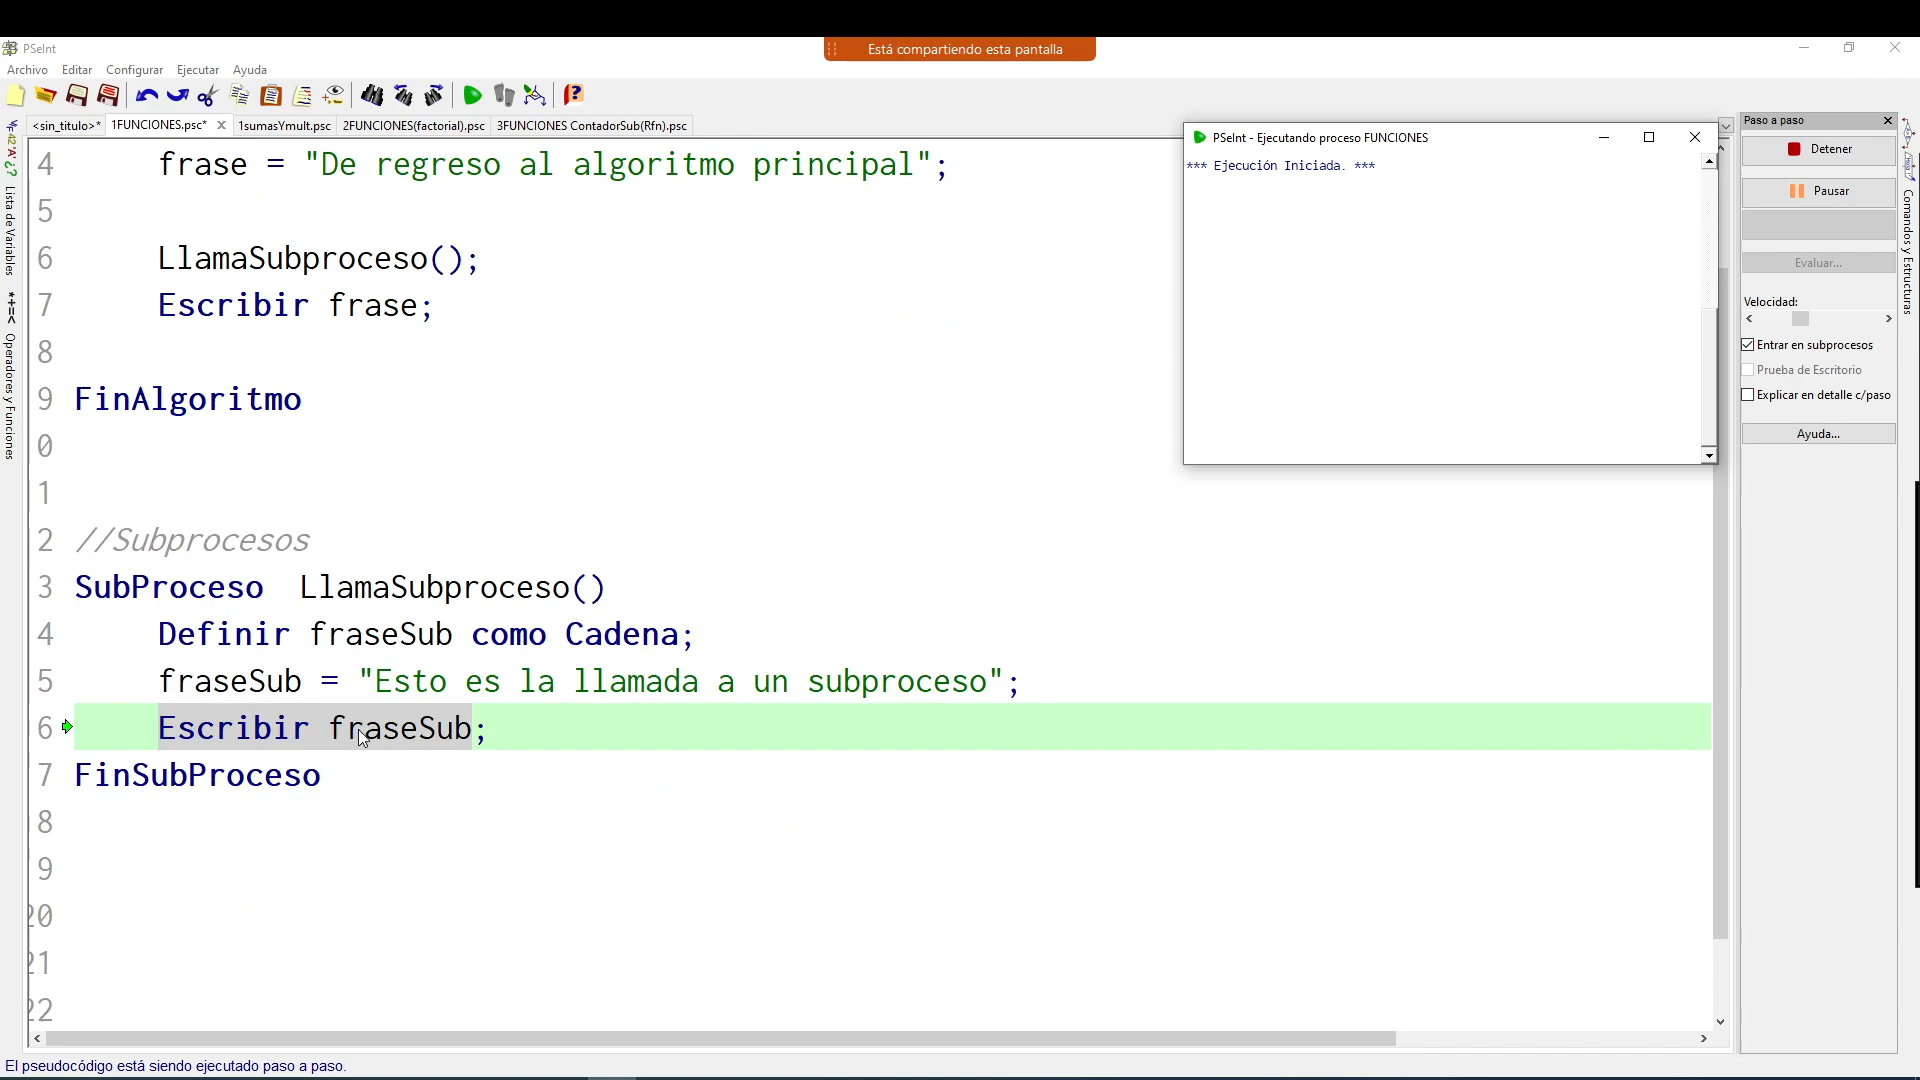 PSeInt
Está compartiendo esta pantalla
Archivo Editar Configurar Ejecutar Ayuda
<sin_titulo>* 1FUNCIONES.psc* 1sumasYmult.psc 2FUNCIONES(factorial).psc 3FUNCIONES ContadorSub(Rfn).psc
Lista de Variables
Operadores y Funciones
4 frase = "De regreso al algoritmo principal";
5
6 LlamaSubproceso();
7 Escribir frase;
8
9 FinAlgoritmo
0
1
2 //Subprocesos
3 SubProceso LlamaSubproceso()
4 Definir fraseSub como Cadena;
5 fraseSub = "Esto es la llamada a un subproceso";
6 Escribir fraseSub;
7 FinSubProceso
8
9
20
21
22
PSeInt - Ejecutando proceso FUNCIONES
*** Ejecución Iniciada. ***
Paso a paso
Detener
Pausar
Evaluar...
Velocidad:
Entrar en subprocesos
Prueba de Escritorio
Explicar en detalle c/paso
Ayuda...
Comandos y Estructuras
El pseudocódigo está siendo ejecutado paso a paso.